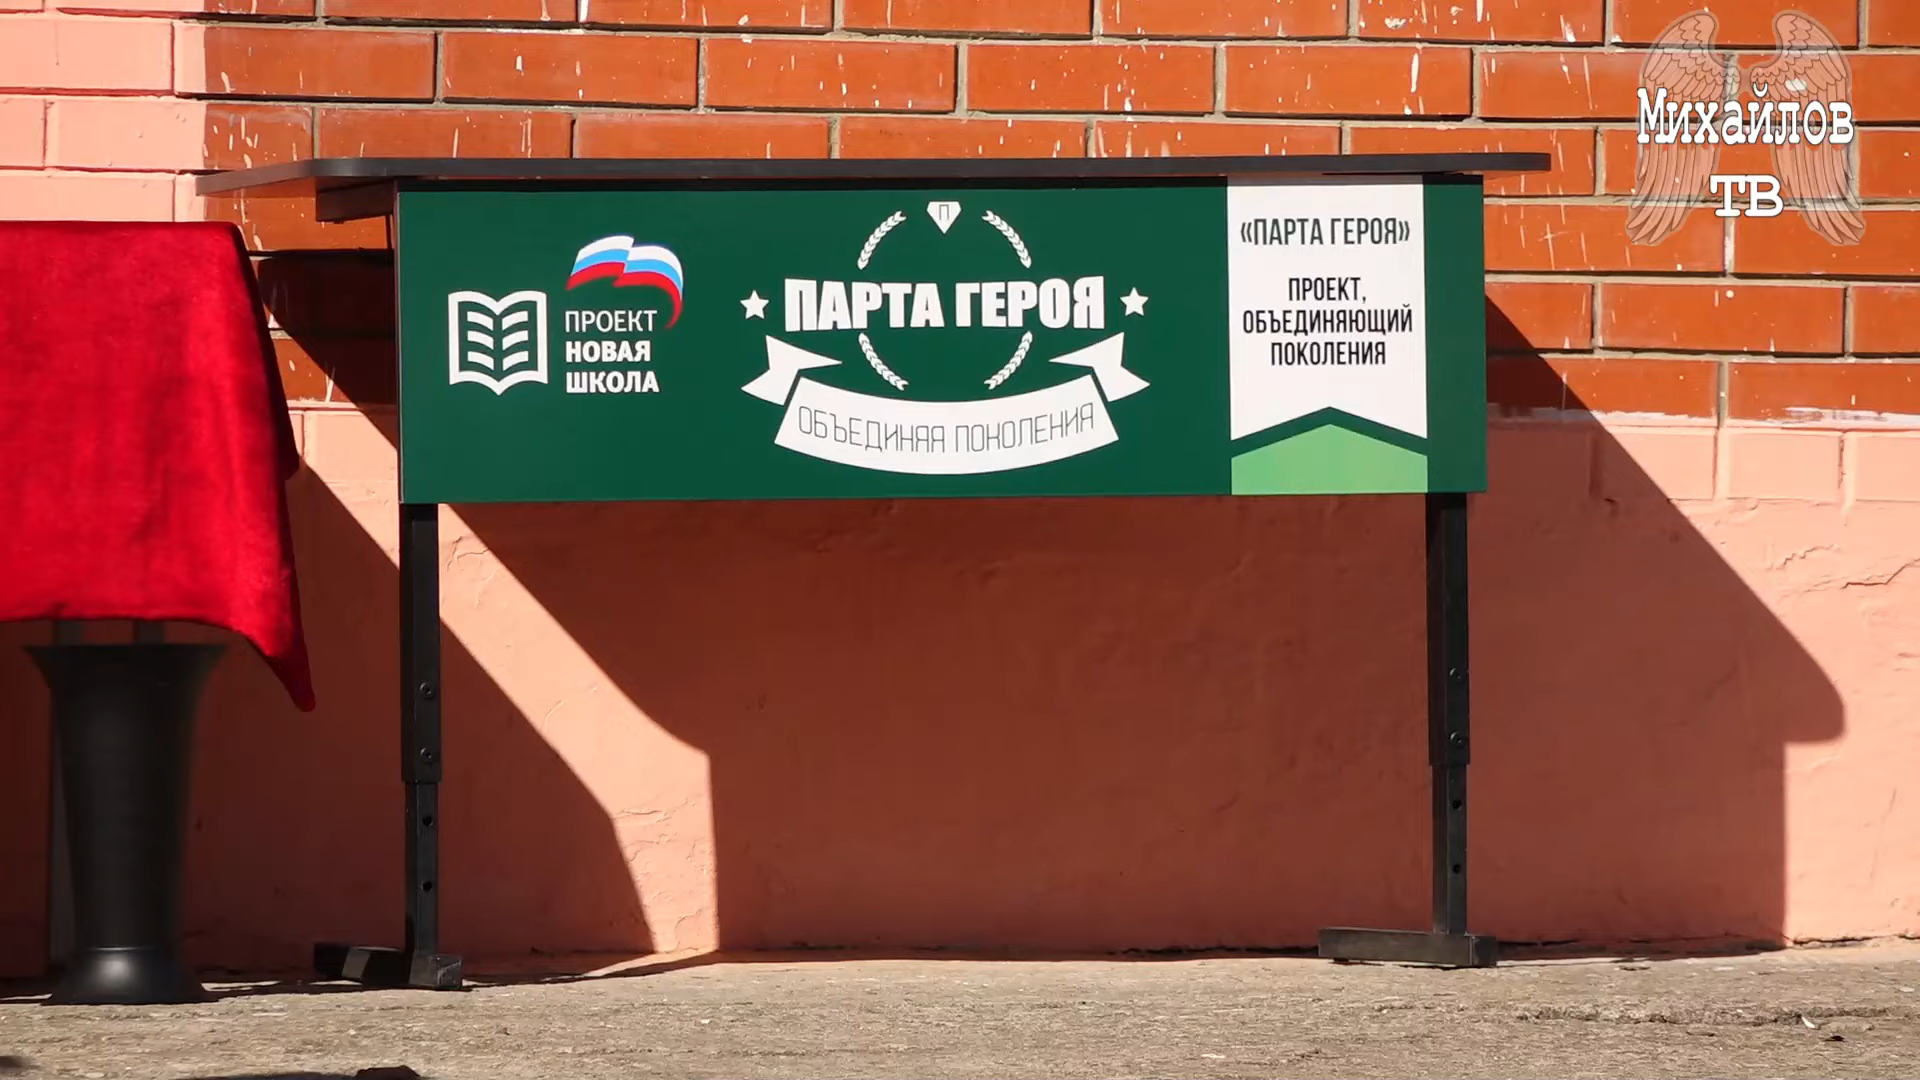 ПРОЕКТ
НОВАЯ
ШКОЛА
П
ПАРТА ГЕРОЯ
ОБЪЕДИНЯЯ ПОКОЛЕНИЯ
«ПАРТА ГЕРОЯ»
ПРОЕКТ,
ОБЪЕДИНЯЮЩИЙ
ПОКОЛЕНИЯ
Михайлов
ТВ